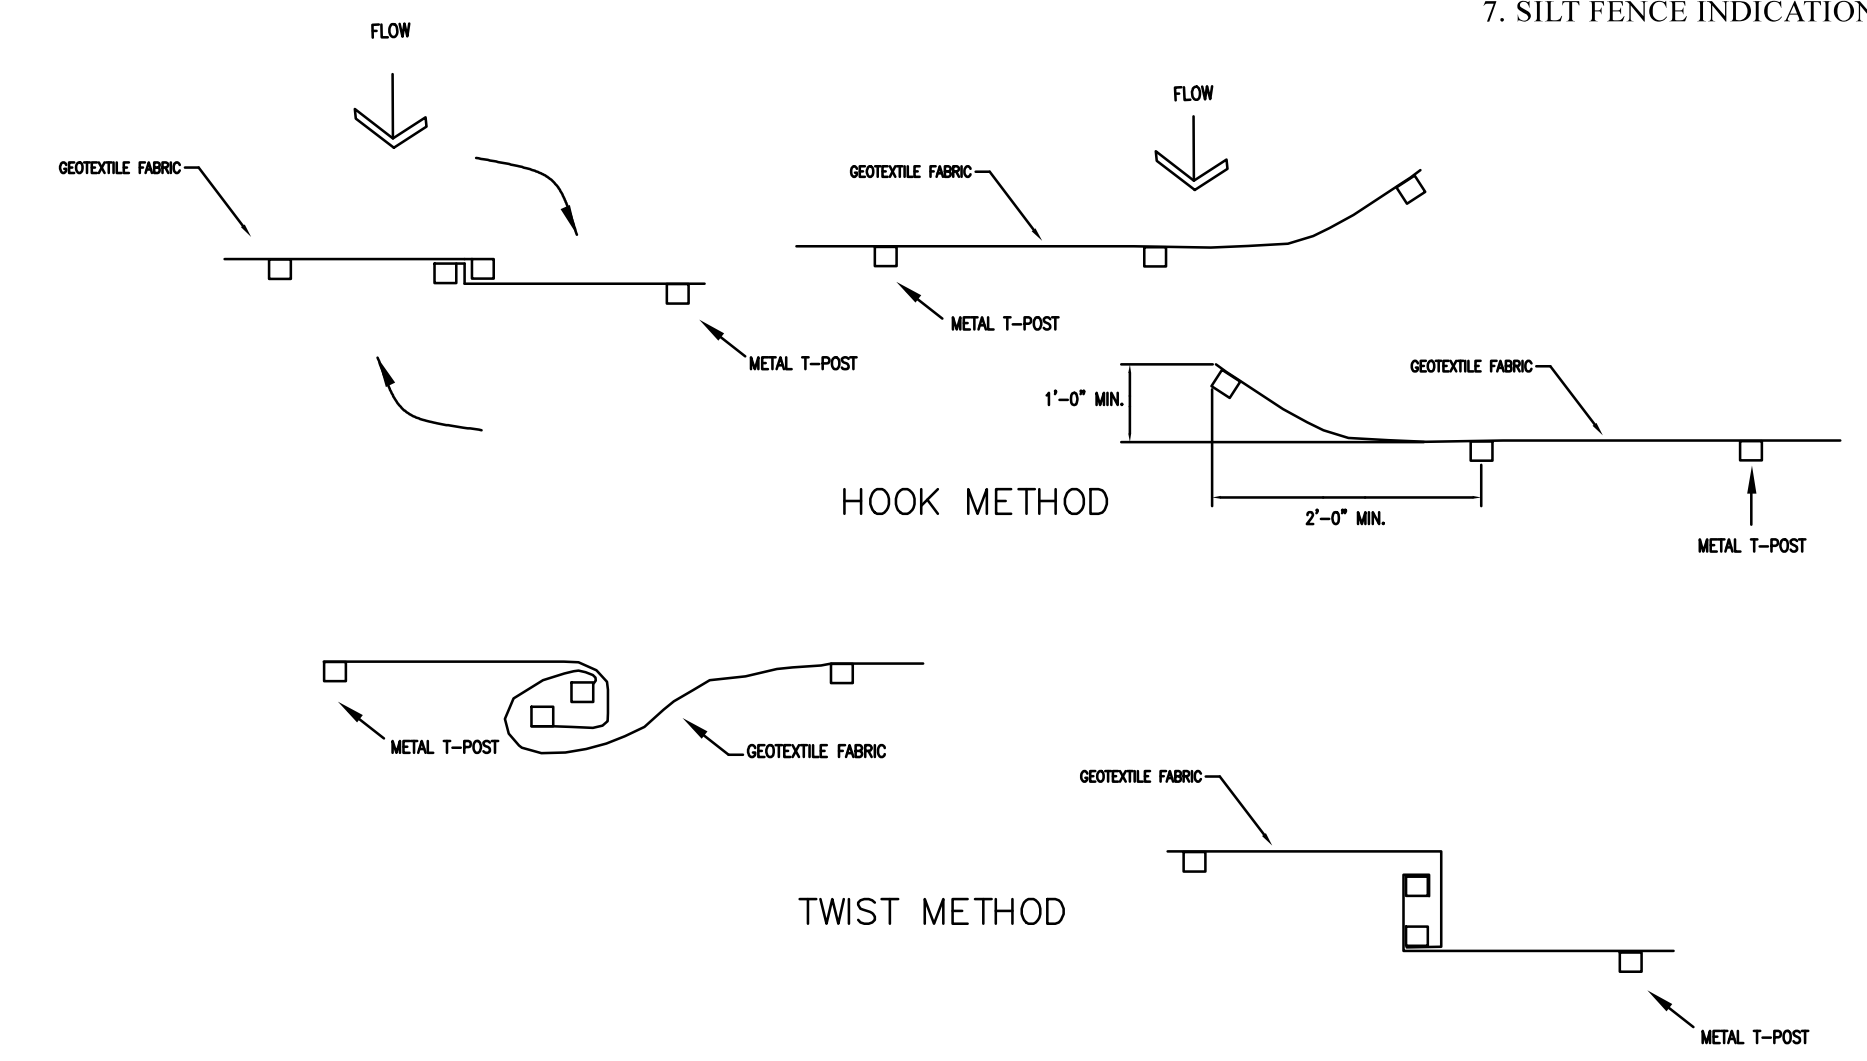 7. SILT FENCE INDICATION
FLOW
FLOW
GEOTEXTILE FABRIC
GEOTEXTILE FABRIC
METAL T-POST
METAL T-POST
GEOTEXTILE FABRIC
1'-0" MIN.
HOOK METHOD
2'-0" MIN.
METAL T-POST
METAL T-POST
GEOTEXTILE FABRIC
GEOTEXTILE FABRIC
TWIST METHOD
METAL T-POST